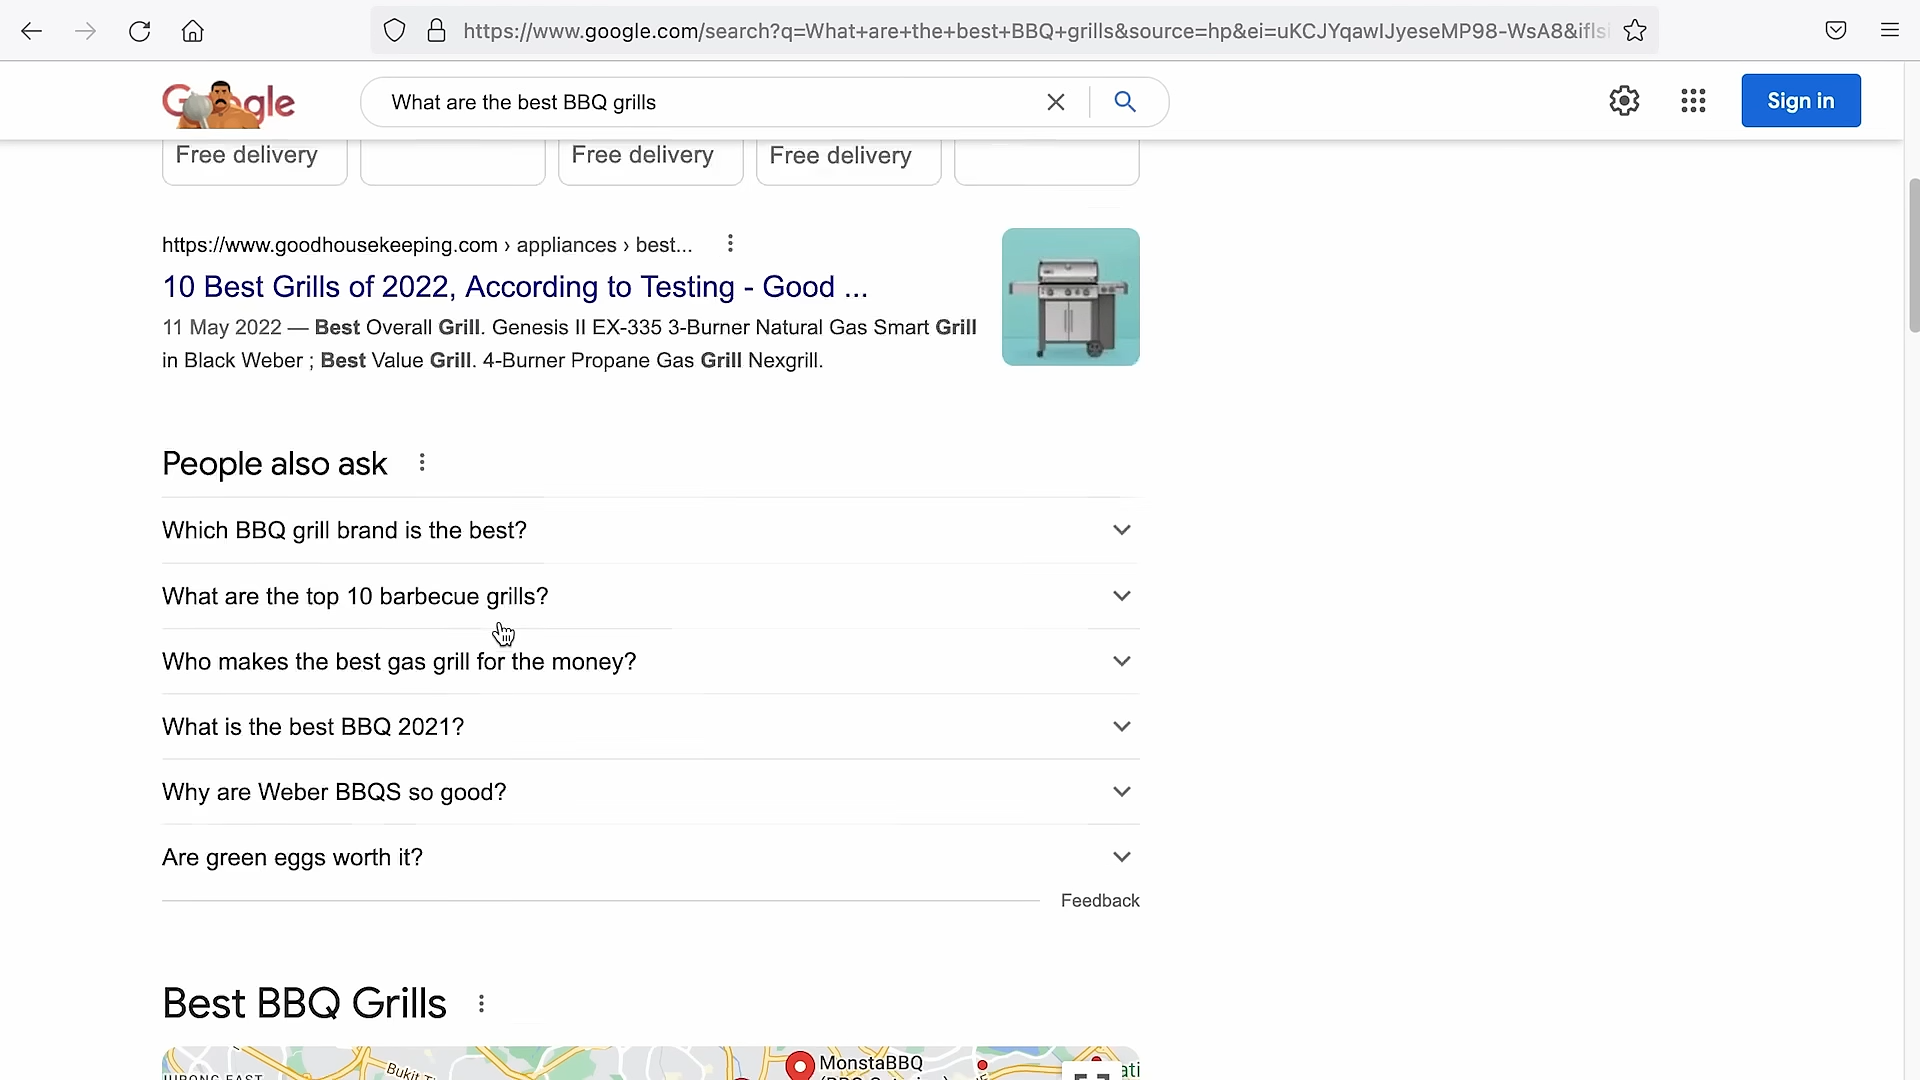 https://www.google.com/search?q=What+are+the+best+BBQ+grills&source=hp&ei=uKCJYqawIJyeseMP98-WsA8&ifls
Google
What are the best BBQ grills
Sign in
Free delivery
Free delivery
Free delivery
https://www.goodhousekeeping.com › appliances › best...
10 Best Grills of 2022, According to Testing - Good ...
11 May 2022 — Best Overall Grill. Genesis II EX-335 3-Burner Natural Gas Smart Grill
in Black Weber ; Best Value Grill. 4-Burner Propane Gas Grill Nexgrill.
People also ask
Which BBQ grill brand is the best?
What are the top 10 barbecue grills?
Who makes the best gas grill for the money?
What is the best BBQ 2021?
Why are Weber BBQS so good?
Are green eggs worth it?
Feedback
Best BBQ Grills
MonstaBBQ
JURONG EAST
Bukit